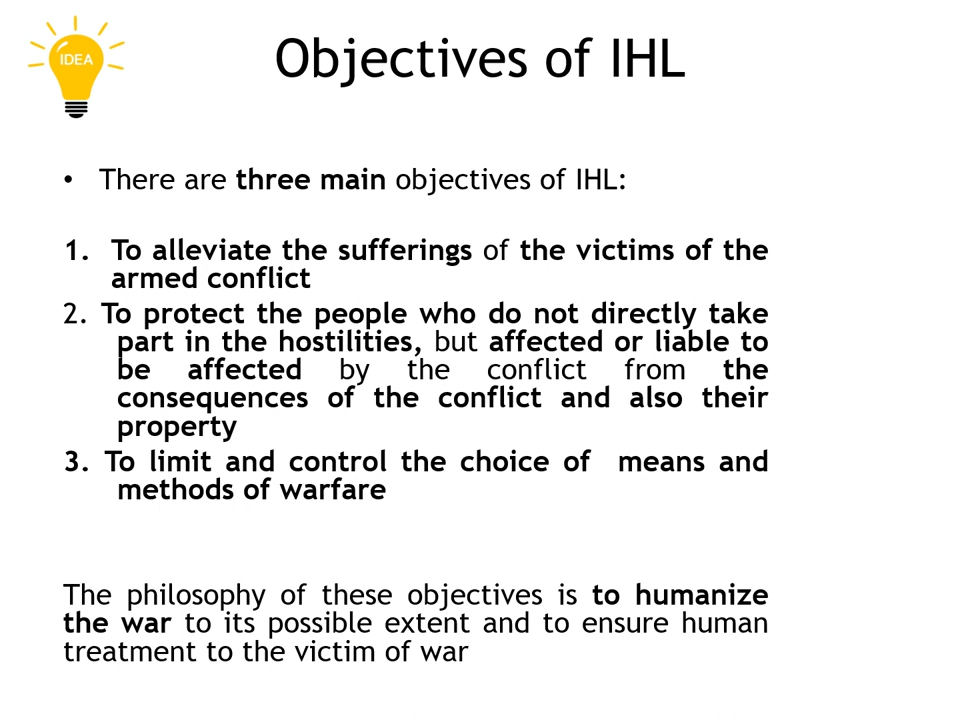 IDEA
Objectives of IHL
• There are three main objectives of IHL:
1. To alleviate the sufferings of the victims of the
armed conflict
2. To protect the people who do not directly take
part in the hostilities, but affected or liable to
be affected by the conflict from the
consequences of the conflict and also their
property
3. To limit and control the choice of means and
methods of warfare
The philosophy of these objectives is to humanize
the war to its possible extent and to ensure human
treatment to the victim of war